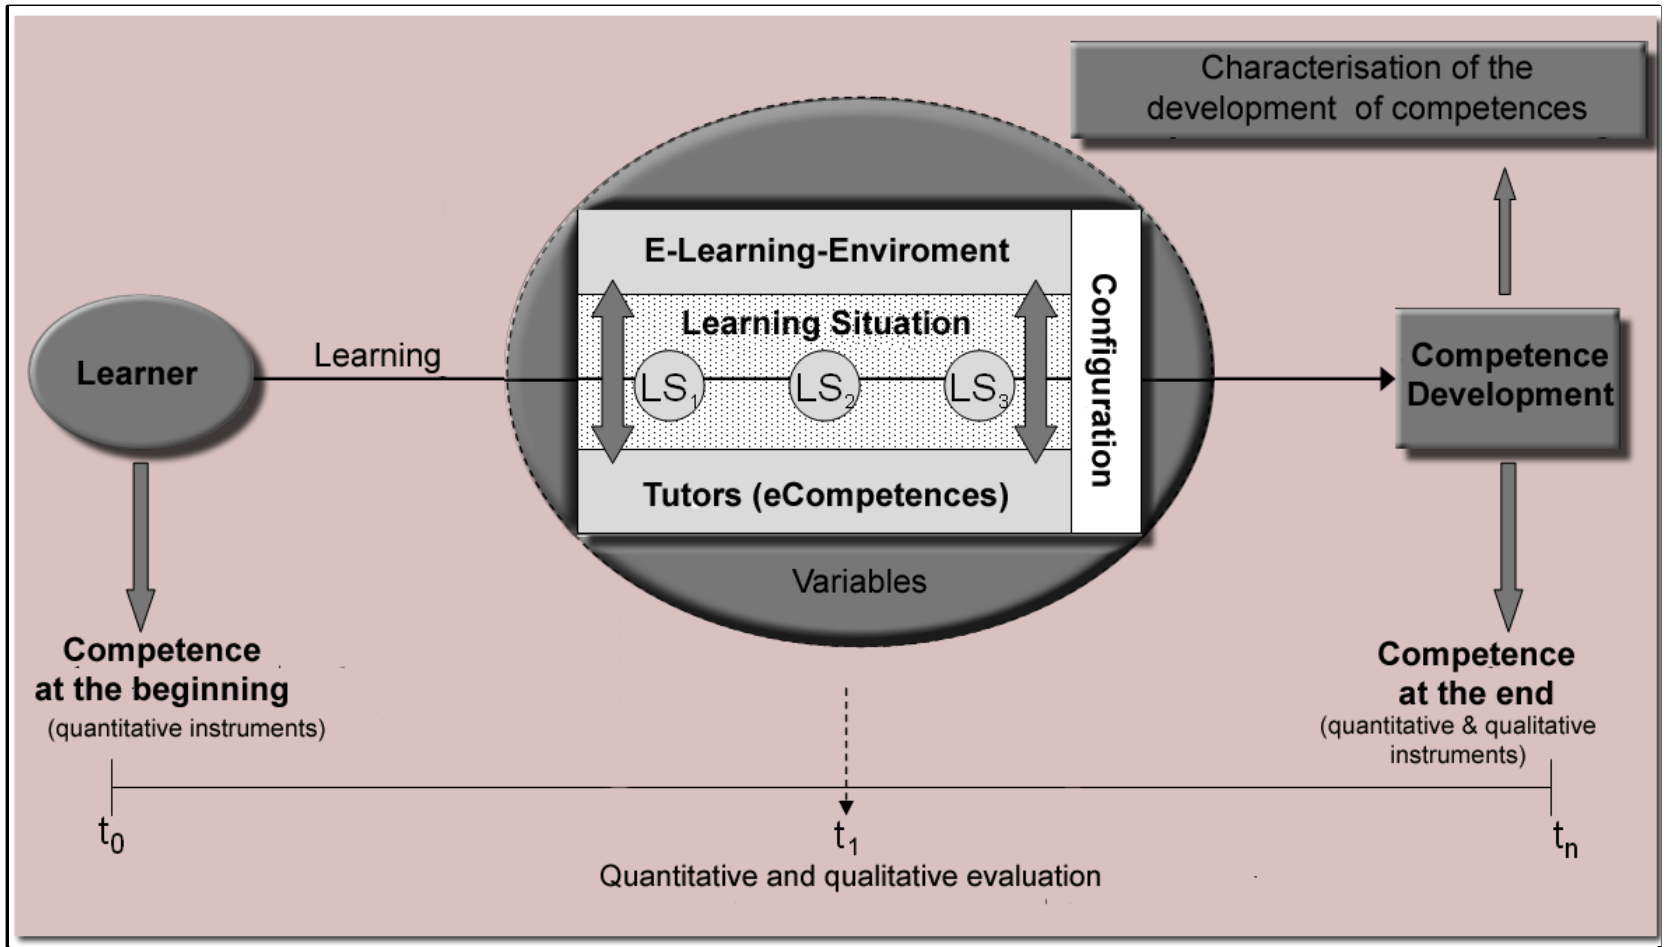 Characterisation of the
development of competences
E-Learning-Enviroment
Learning Situation
LS1
LS2
LS3
Configuration
Tutors (eCompetences)
Variables
Learner
Learning
Competence
Development
Competence
at the beginning
(quantitative instruments)
Competence
at the end
(quantitative & qualitative
instruments)
t0
t1
tn
Quantitative and qualitative evaluation